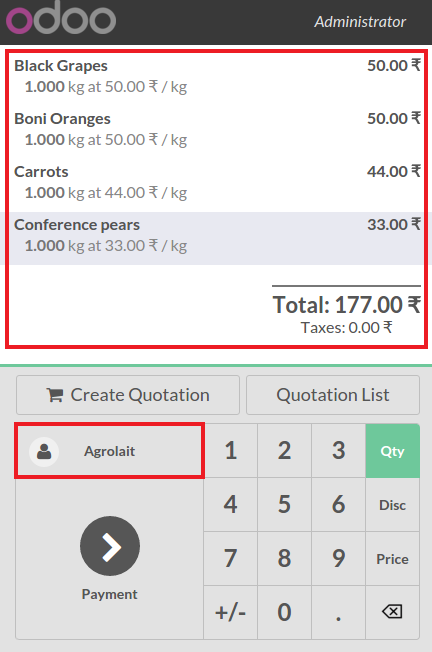 odoo
Administrator
Black Grapes 50.00 ₹
1.000 kg at 50.00 ₹ / kg
Boni Oranges 50.00 ₹
1.000 kg at 50.00 ₹ / kg
Carrots 44.00 ₹
1.000 kg at 44.00 ₹ / kg
Conference pears 33.00 ₹
1.000 kg at 33.00 ₹ / kg
Total: 177.00 ₹
Taxes: 0.00 ₹
Create Quotation
Quotation List
Agrolait
1 2 3 Qty
4 5 6 Disc
7 8 9 Price
+/- 0 .
Payment